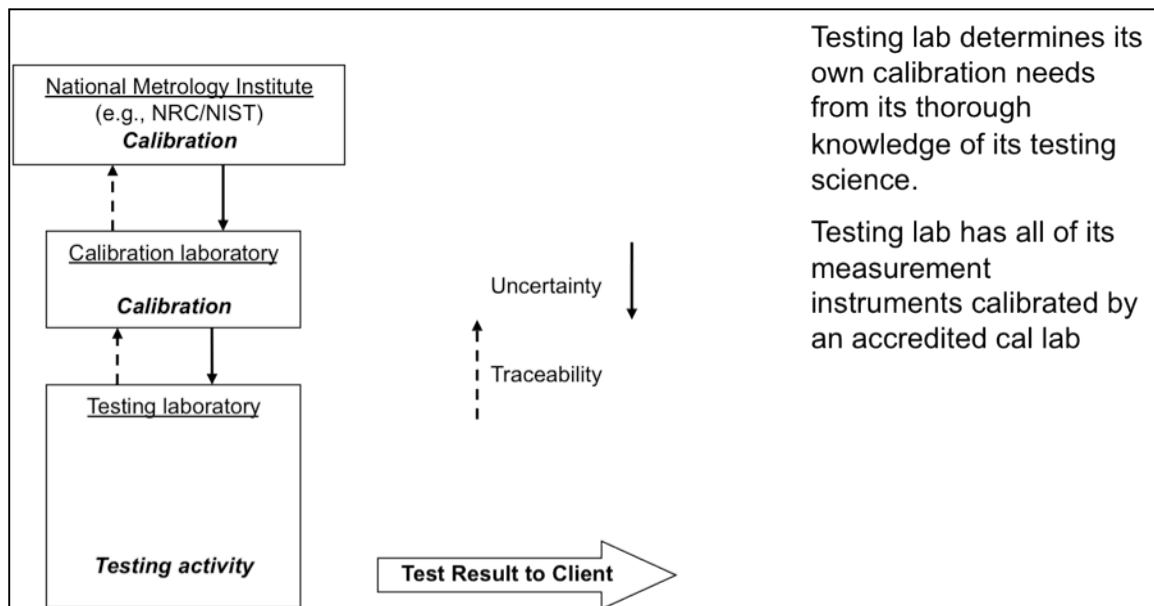 National Metrology Institute
(e.g., NRC/NIST)
Calibration
Calibration laboratory
Calibration
Testing laboratory
Testing activity
Uncertainty
Traceability
Test Result to Client
Testing lab determines its
own calibration needs
from its thorough
knowledge of its testing
science.
Testing lab has all of its
measurement
instruments calibrated by
an accredited cal lab